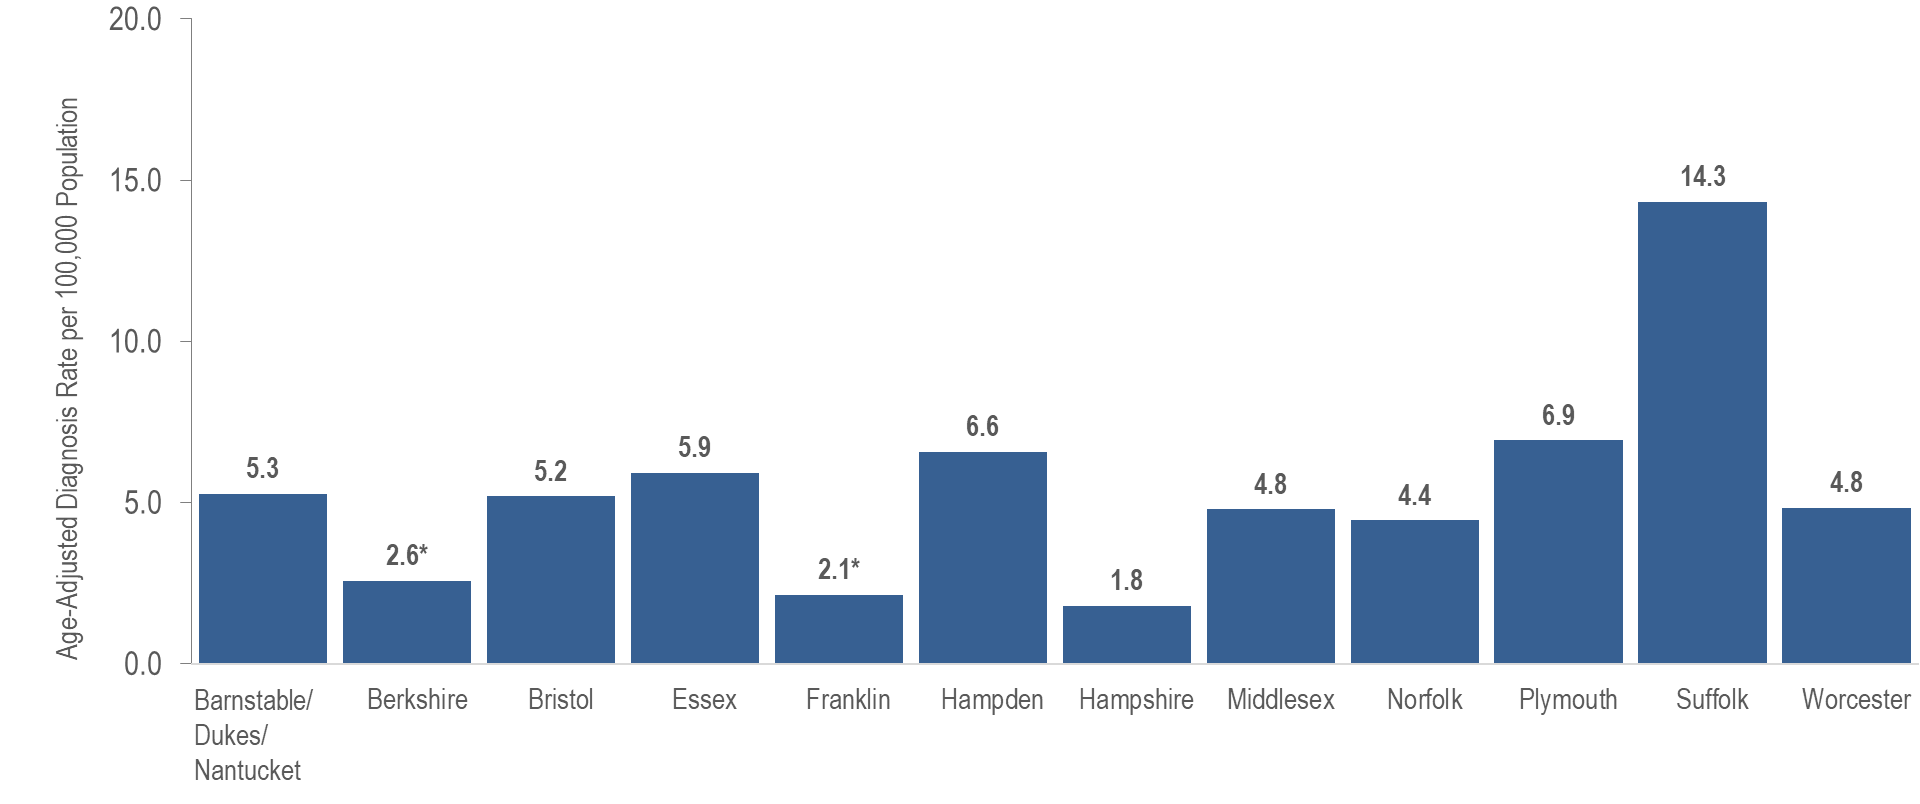 Age-Adjusted Diagnosis Rate per 100,000 Population
20.0
15.0
10.0
5.0
0.0
5.3
2.6*
5.2
5.9
2.1*
6.6
1.8
4.8
4.4
6.9
14.3
4.8
Barnstable/
Dukes/
Nantucket
Berkshire
Bristol
Essex
Franklin
Hampden
Hampshire
Middlesex
Norfolk
Plymouth
Suffolk
Worcester